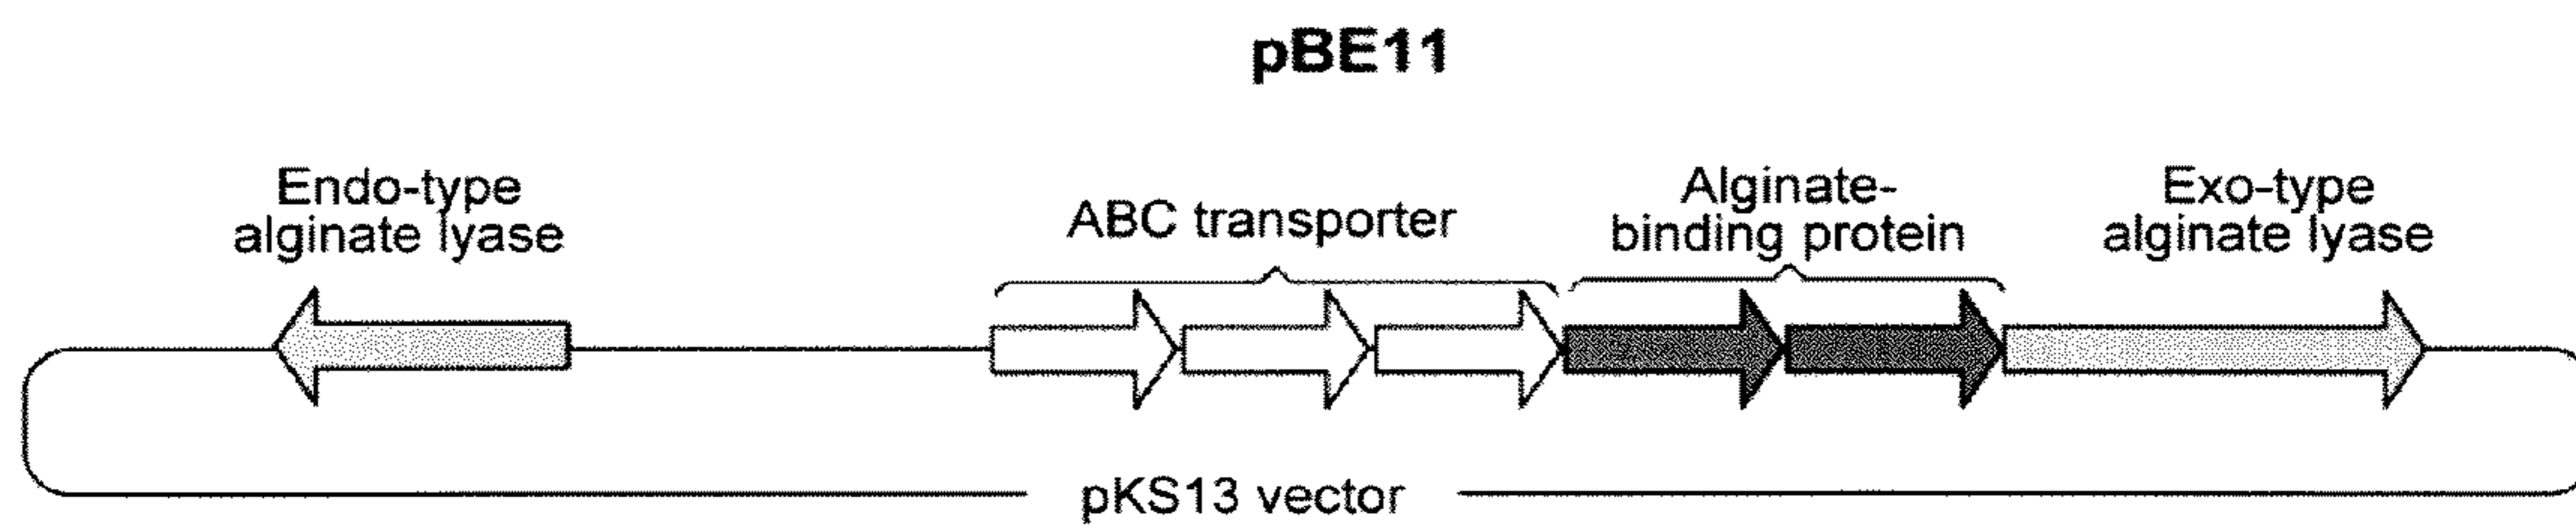 pBE11
Endo-type
alginate lyase
ABC transporter
Alginate-
binding protein
Exo-type
alginate lyase
pKS13 vector